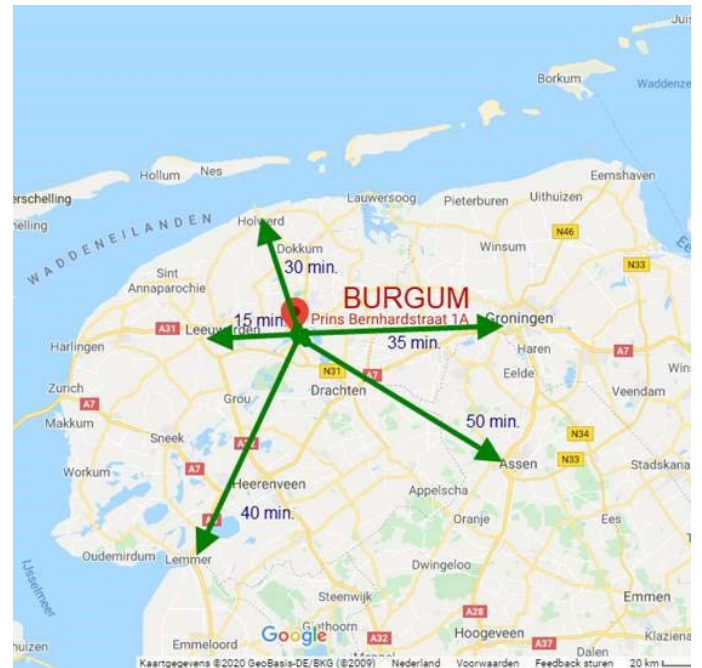 Juis
Borkum
Waddenze
Hollum
Nes
erschelling
elling
WADDENEILANDEN
Eemshaven
Lauwersoog
Pieterburen
Uithuizen
Holwerd
N46
Dokkum
Winsum
N33
Sint
Annaparochie
30 min.
BURGUM
Prins Bernhardstraat 1A
15 min.
Groningen
A31
Leeuwarden
35 min.
Harlingen
Haren
A7
N31
A7
Eelde
Zurich
Drachten
Veendam
A7
Grou
Makkum
50 min.
Sneek
N34
N33
Assen
Stadskana
Workum
A7
Heerenveen
Appelscha
40 min.
Oranje
Ees
Oudemirdum
Lemmer
IJsselmeer
Dwingeloo
Steenwijk
Emmen
Klaziena
A28
Google
Giethoorn
A32
Hoogeveen
Emmeloord
A37
Dalen
Kaartgegevens ©2020 GeoBasis-DE/BKG (©2009) Nederland Voorwaarden Feedback sturen 20 km